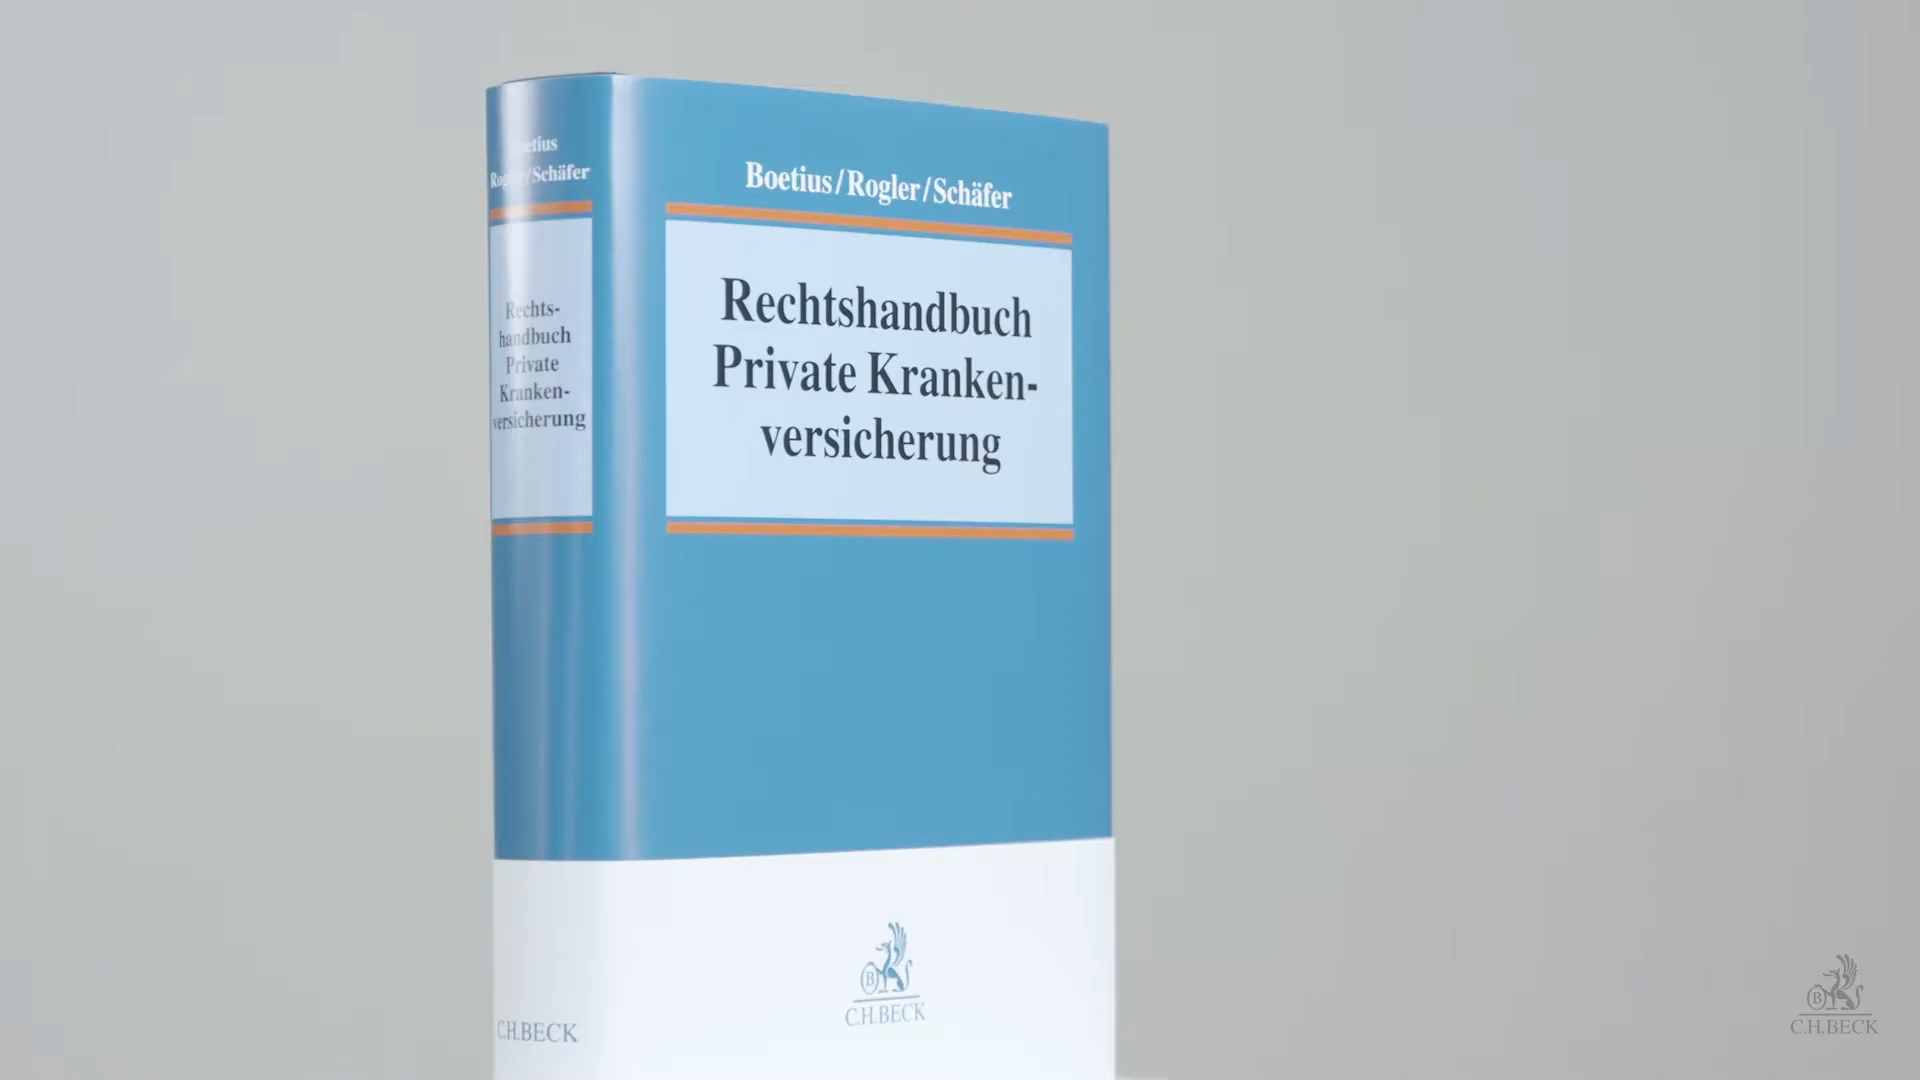 Boetius
Rogler/Schäfer
Rechts-
handbuch
Private
Kranken-
versicherung
C.H.BECK
Boetius/Rogler/Schäfer
Rechtshandbuch
Private Kranken-
versicherung
B
C.H.BECK
B
C.H.BECK